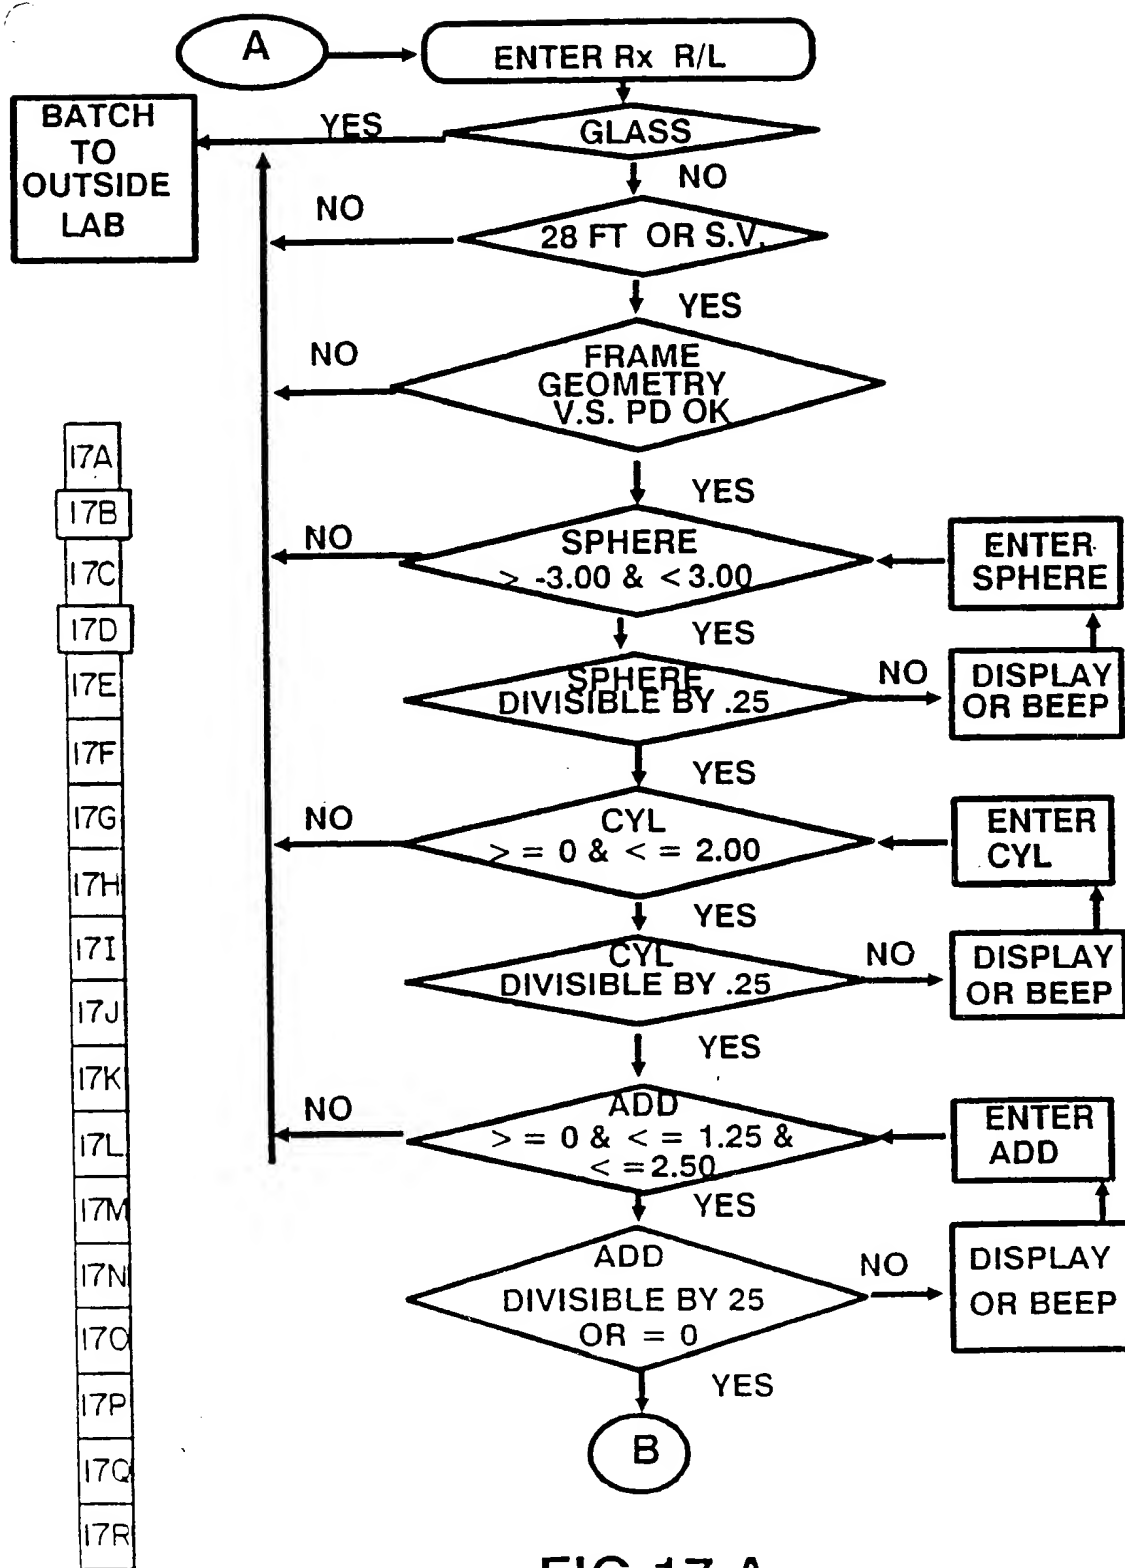 A
ENTER Rx R/L
BATCH
TO
OUTSIDE
LAB
YES
GLASS
NO
NO
28 FT OR S.V.
YES
NO
FRAME
GEOMETRY
V.S. PD OK
YES
NO
SPHERE
> -3.00 & < 3.00
ENTER
SPHERE
YES
SPHERE
DIVISIBLE BY .25
NO
DISPLAY
OR BEEP
YES
NO
CYL
> = 0 & < = 2.00
ENTER
CYL
YES
CYL
DIVISIBLE BY .25
NO
DISPLAY
OR BEEP
YES
NO
ADD
> = 0 & < = 1.25 &
< = 2.50
ENTER
ADD
YES
ADD
DIVISIBLE BY 25
OR = 0
NO
DISPLAY
OR BEEP
YES
B
17A
17B
17C
17D
17E
17F
17G
17H
17I
17J
17K
17L
17M
17N
17O
17P
17Q
17R
FIG 17 A